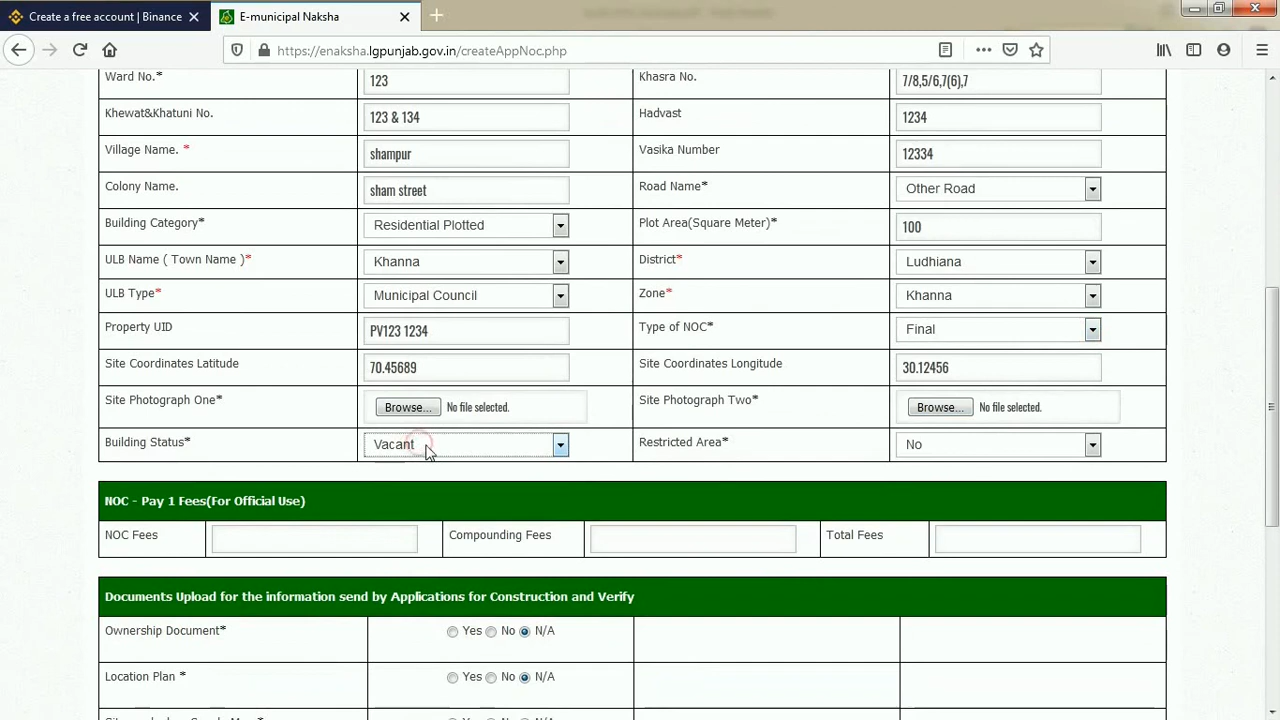 Create a free account | Binance
E-municipal Naksha
https://enaksha.lgpunjab.gov.in/createAppNoc.php
Ward No.* 123 Khasra No. 7/8,5/6,7(6),7
Khewat&Khatuni No. 123 & 134 Hadvast 1234
Village Name. * shampur Vasika Number 12334
Colony Name. sham street Road Name* Other Road
Building Category* Residential Plotted Plot Area(Square Meter)* 100
ULB Name ( Town Name )* Khanna District* Ludhiana
ULB Type* Municipal Council Zone* Khanna
Property UID PV123 1234 Type of NOC* Final
Site Coordinates Latitude 70.45689 Site Coordinates Longitude 30.12456
Site Photograph One* Browse... No file selected. Site Photograph Two* Browse... No file selected.
Building Status* Vacant Restricted Area* No
NOC - Pay 1 Fees(For Official Use)
NOC Fees Compounding Fees Total Fees
Documents Upload for the information send by Applications for Construction and Verify
Ownership Document* Yes No N/A
Location Plan * Yes No N/A